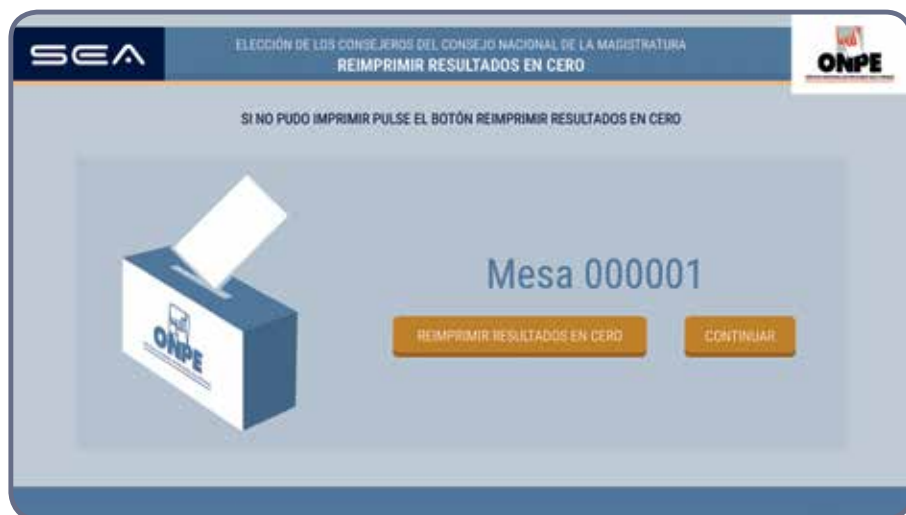 SEA
ELECCIÓN DE LOS CONSEJEROS DEL CONSEJO NACIONAL DE LA MAGISTRATURA
REIMPRIMIR RESULTADOS EN CERO
ONPE
SI NO PUDO IMPRIMIR PULSE EL BOTÓN REIMPRIMIR RESULTADOS EN CERO
ONPE
Mesa 000001
REIMPRIMIR RESULTADOS EN CERO
CONTINUAR